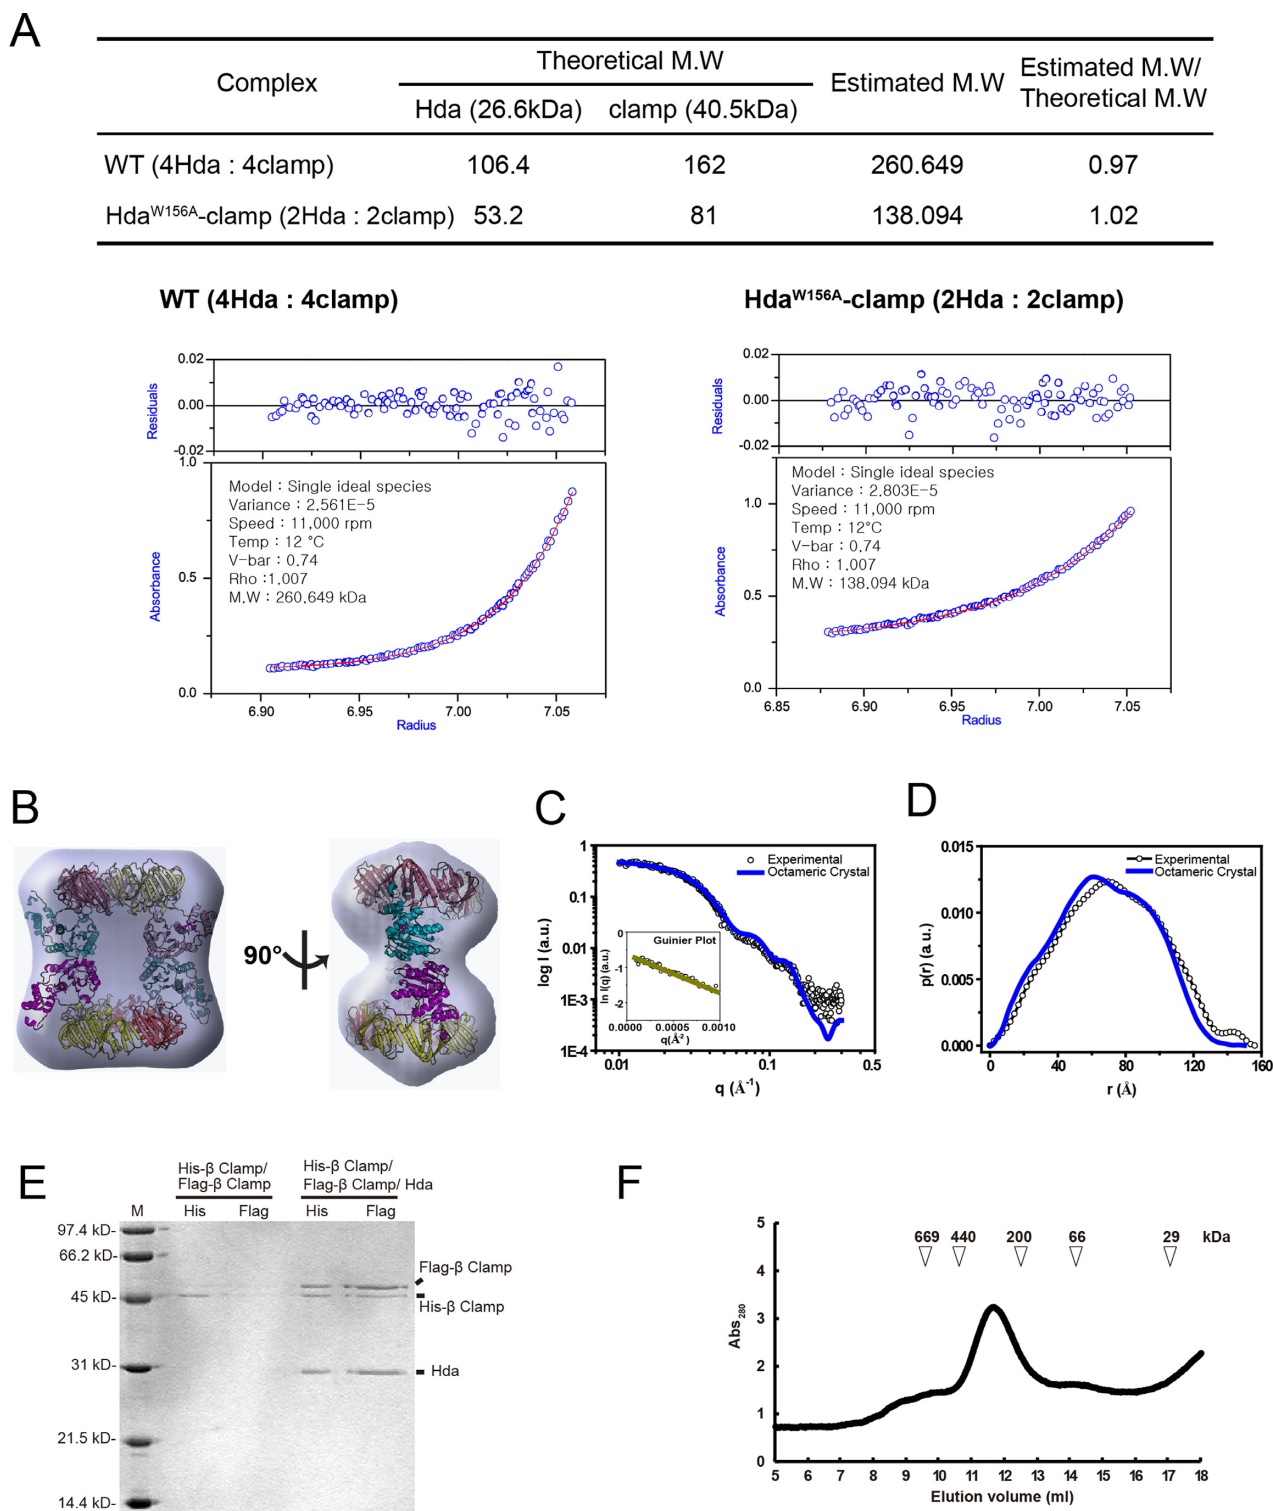 A
Complex
Theoretical M.W
Hda (26.6kDa) clamp (40.5kDa)
Estimated M.W
Estimated M.W/
Theoretical M.W
WT (4Hda : 4clamp) 106.4 162 260.649 0.97
HdaW156A-clamp (2Hda : 2clamp) 53.2 81 138.094 1.02
WT (4Hda : 4clamp)
0.02
0.00
-0.02
Residuals
1.0
0.5
0.0
Absorbance
Model : Single ideal species
Variance : 2.561E-5
Speed : 11,000 rpm
Temp : 12 °C
V-bar : 0.74
Rho :1.007
M.W : 260.649 kDa
6.90 6.95 7.00 7.05
Radius
HdaW156A-clamp (2Hda : 2clamp)
0.02
0.00
-0.02
Residuals
1.0
0.5
0.0
Absorbance
Model : Single ideal species
Variance : 2.803E-5
Speed : 11,000 rpm
Temp : 12°C
V-bar : 0.74
Rho : 1.007
M.W : 138.094 kDa
6.85 6.90 6.95 7.00 7.05
Radius
B
90°
C
1
0.1
0.01
1E-3
1E-4
log I (a.u.)
Experimental
Octameric Crystal
Guinier Plot
0
-1
-2
ln I(q) (a.u.)
0.0000 0.0005 0.0010
q(Å²)
0.01 0.1 0.5
q (Å-1)
D
0.015
0.010
0.005
0.000
p(r) (a.u.)
Experimental
Octameric Crystal
0 40 80 120 160
r (Å)
E
His-β Clamp/
Flag-β Clamp
His-β Clamp/
Flag-β Clamp/ Hda
M His Flag His Flag
97.4 kD-
66.2 kD-
45 kD-
31 kD-
21.5 kD-
14.4 kD-
Flag-β Clamp
His-β Clamp
Hda
F
5
4
3
2
1
0
Abs280
669 440 200 66 29 kDa
5 6 7 8 9 10 11 12 13 14 15 16 17 18
Elution volume (ml)